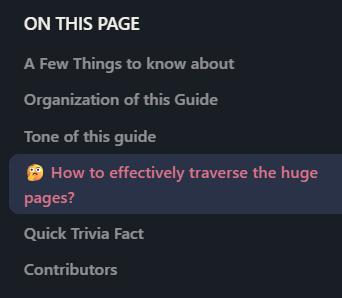 ON THIS PAGE
A Few Things to know about
Organization of this Guide
Tone of this guide
🤔 How to effectively traverse the huge
pages?
Quick Trivia Fact
Contributors